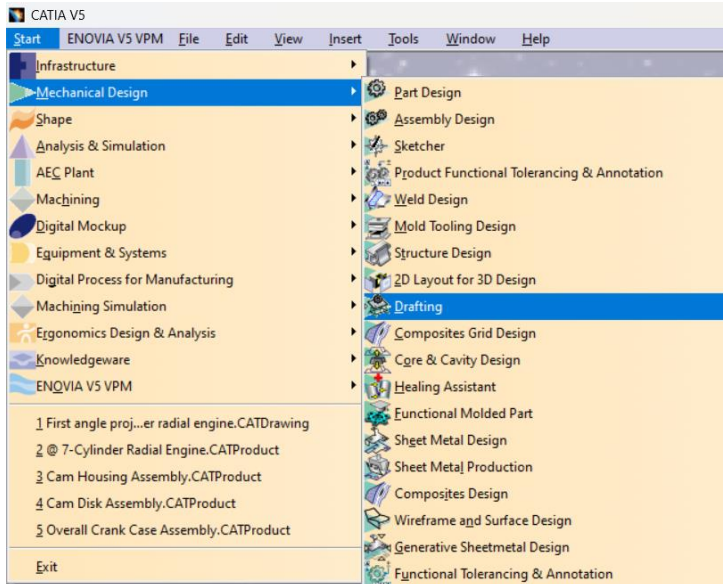 CATIA V5
Start ENOVIA V5 VPM File Edit View Insert Tools Window Help
Infrastructure
Mechanical Design
Shape
Analysis & Simulation
AEC Plant
Machining
Digital Mockup
Equipment & Systems
Digital Process for Manufacturing
Machining Simulation
Ergonomics Design & Analysis
Knowledgeware
ENOVIA V5 VPM
1 First angle proj...er radial engine.CATDrawing
2 @ 7-Cylinder Radial Engine.CATProduct
3 Cam Housing Assembly.CATProduct
4 Cam Disk Assembly.CATProduct
5 Overall Crank Case Assembly.CATProduct
Exit
Part Design
Assembly Design
Sketcher
Product Functional Tolerancing & Annotation
Weld Design
Mold Tooling Design
Structure Design
2D Layout for 3D Design
Drafting
Composites Grid Design
Core & Cavity Design
Healing Assistant
Functional Molded Part
Sheet Metal Design
Sheet Metal Production
Composites Design
Wireframe and Surface Design
Generative Sheetmetal Design
Functional Tolerancing & Annotation